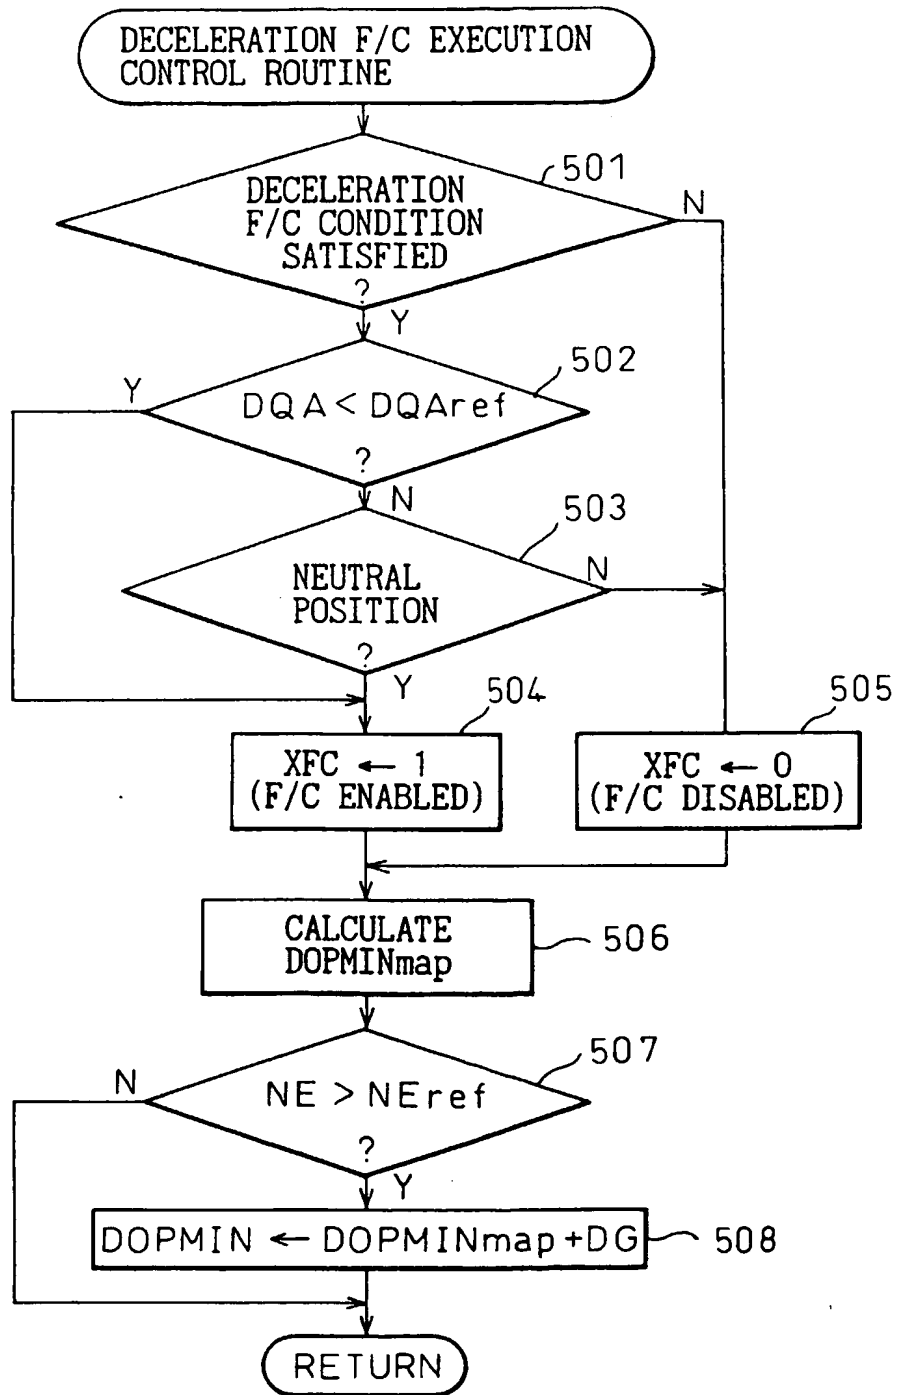 DECELERATION F/C EXECUTION
CONTROL ROUTINE
501
DECELERATION
F/C CONDITION
SATISFIED
?
N
Y
502
Y
DQA < DQAref
?
N
503
NEUTRAL
POSITION
?
N
Y
504
XFC ← 1
(F/C ENABLED)
505
XFC ← 0
(F/C DISABLED)
CALCULATE
DOPMINmap
506
507
N
NE > NEref
?
Y
DOPMIN ← DOPMINmap+DG
508
RETURN